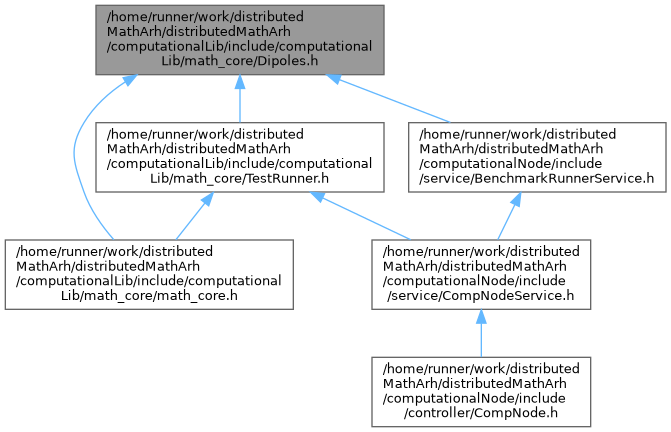 /home/runner/work/distributed
MathArh/distributedMathArh
/computationalLib/include/computational
Lib/math_core/Dipoles.h
/home/runner/work/distributed
MathArh/distributedMathArh
/computationalLib/include/computational
Lib/math_core/TestRunner.h
/home/runner/work/distributed
MathArh/distributedMathArh
/computationalNode/include
/service/BenchmarkRunnerService.h
/home/runner/work/distributed
MathArh/distributedMathArh
/computationalLib/include/computational
Lib/math_core/math_core.h
/home/runner/work/distributed
MathArh/distributedMathArh
/computationalNode/include
/service/CompNodeService.h
/home/runner/work/distributed
MathArh/distributedMathArh
/computationalNode/include
/controller/CompNode.h